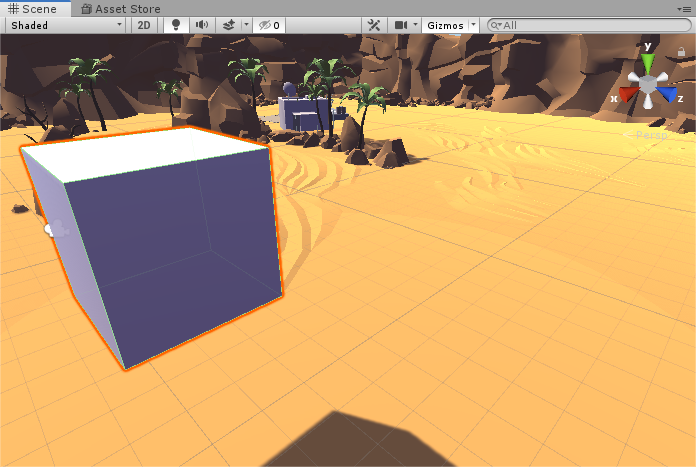 Scene Asset Store
Shaded 2D 0 Gizmos All
y
x z
Persp